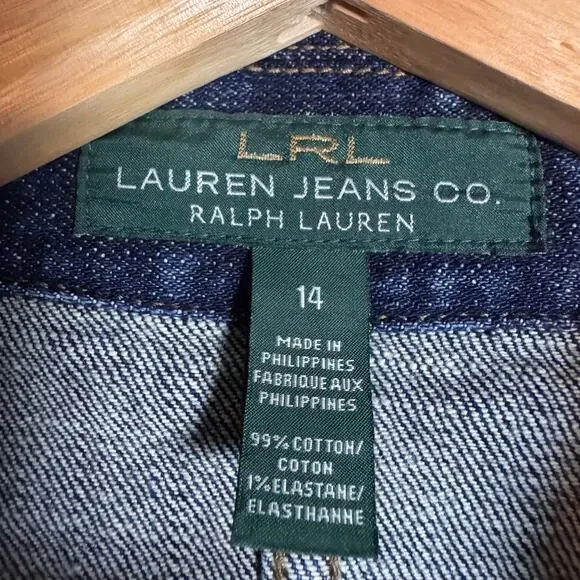 LRL
LAUREN JEANS CO.
RALPH LAUREN
14
MADE IN
PHILIPPINES
FABRIQUE AUX
PHILIPPINES
99% COTTON/
COTON
1% ELASTANE/
ELASTHANNE